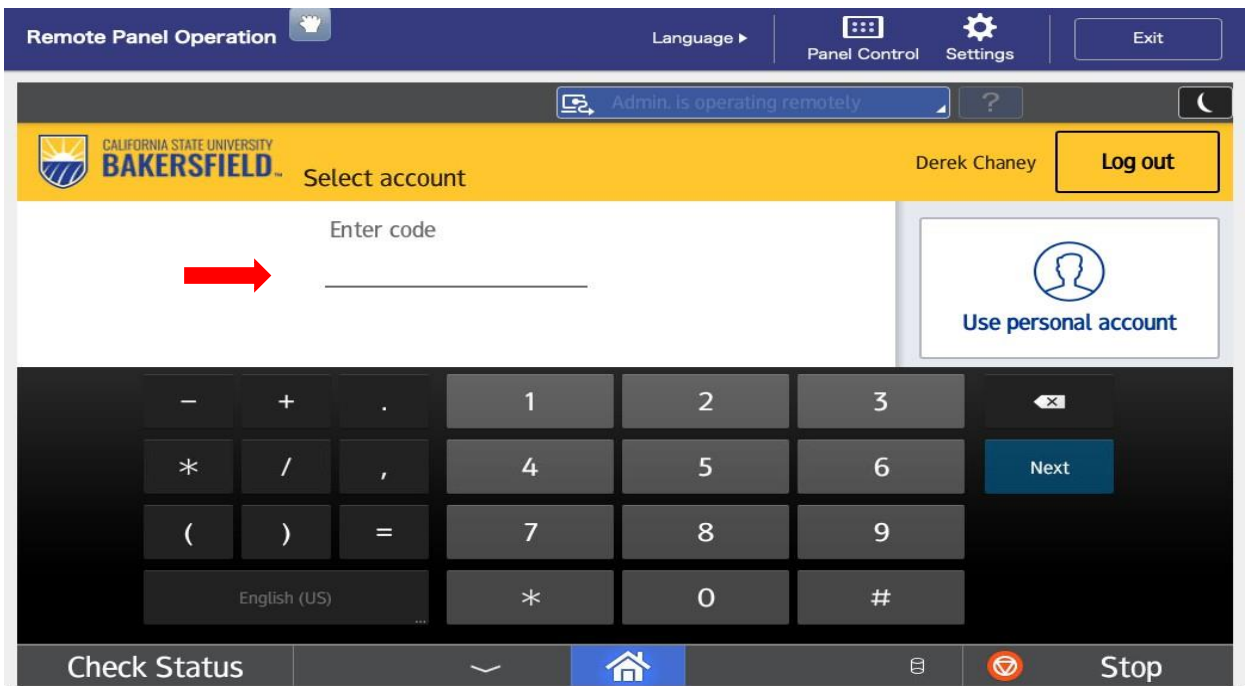 Remote Panel Operation
Language ▶
Panel Control
Settings
Exit
Admin. is operating remotely
?
CALIFORNIA STATE UNIVERSITY
BAKERSFIELD™
Select account
Derek Chaney
Log out
Enter code
Use personal account
− + . 1 2 3
* / , 4 5 6 Next
( ) = 7 8 9
English (US) ... * 0 #
Check Status
Stop